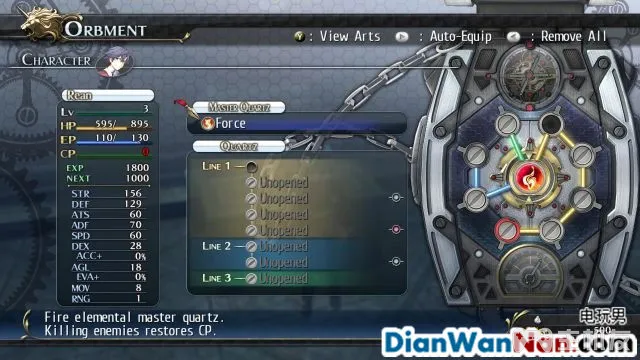 ORBMENT
Y : View Arts : Auto-Equip : Remove All
CHARACTER
Rean
LV 3
HP 595/ 895
EP 110/ 130
CP 0
EXP 1800
NEXT 1000
STR 156
DEF 129
ATS 60
ADF 70
SPD 60
DEX 28
ACC+ 0%
AGL 18
EVA+ 0%
MOV 8
RNG 1
MASTER QUARTZ
Force
QUARTZ
LINE 1
Unopened
Unopened
Unopened
Unopened
LINE 2 Unopened
Unopened
LINE 3 Unopened
Fire elemental master quartz.
Killing enemies restores CP.
电玩男
DianWanNan.com